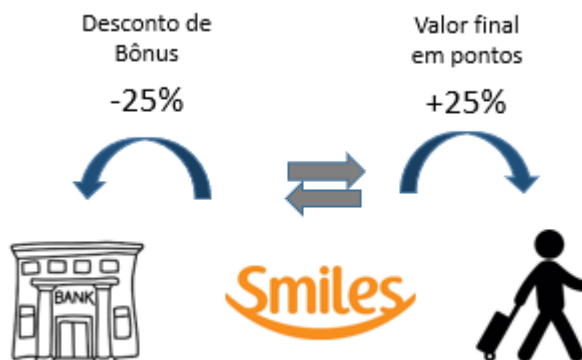 Desconto de
Bônus
-25%
Valor final
em pontos
+25%
BANK
Smiles